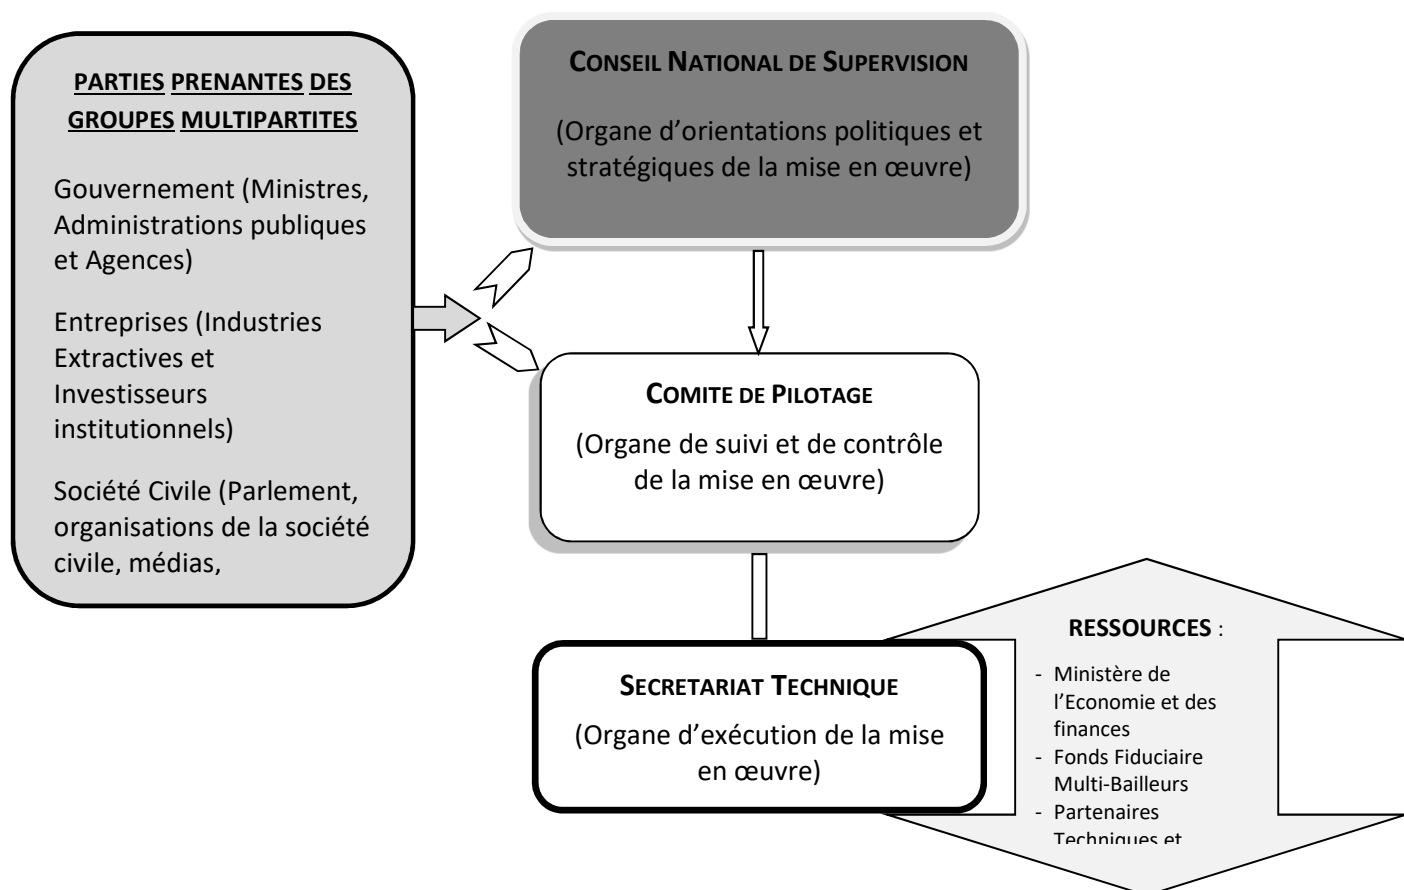 PARTIES PRENANTES DES
GROUPES MULTIPARTITES
Gouvernement (Ministres,
Administrations publiques
et Agences)
Entreprises (Industries
Extractives et
Investisseurs
institutionnels)
Société Civile (Parlement,
organisations de la société
civile, médias,
CONSEIL NATIONAL DE SUPERVISION
(Organe d’orientations politiques et
stratégiques de la mise en œuvre)
COMITE DE PILOTAGE
(Organe de suivi et de contrôle
de la mise en œuvre)
SECRETARIAT TECHNIQUE
(Organe d’exécution de la mise
en œuvre)
RESSOURCES :
- Ministère de
l’Economie et des
finances
- Fonds Fiduciaire
Multi-Bailleurs
- Partenaires
Techniques et